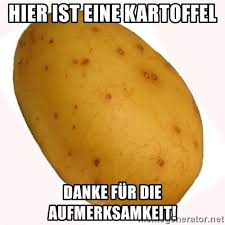 HIER IST EINE KARTOFFEL
DANKE FÜR DIE
AUFMERKSAMKEIT!